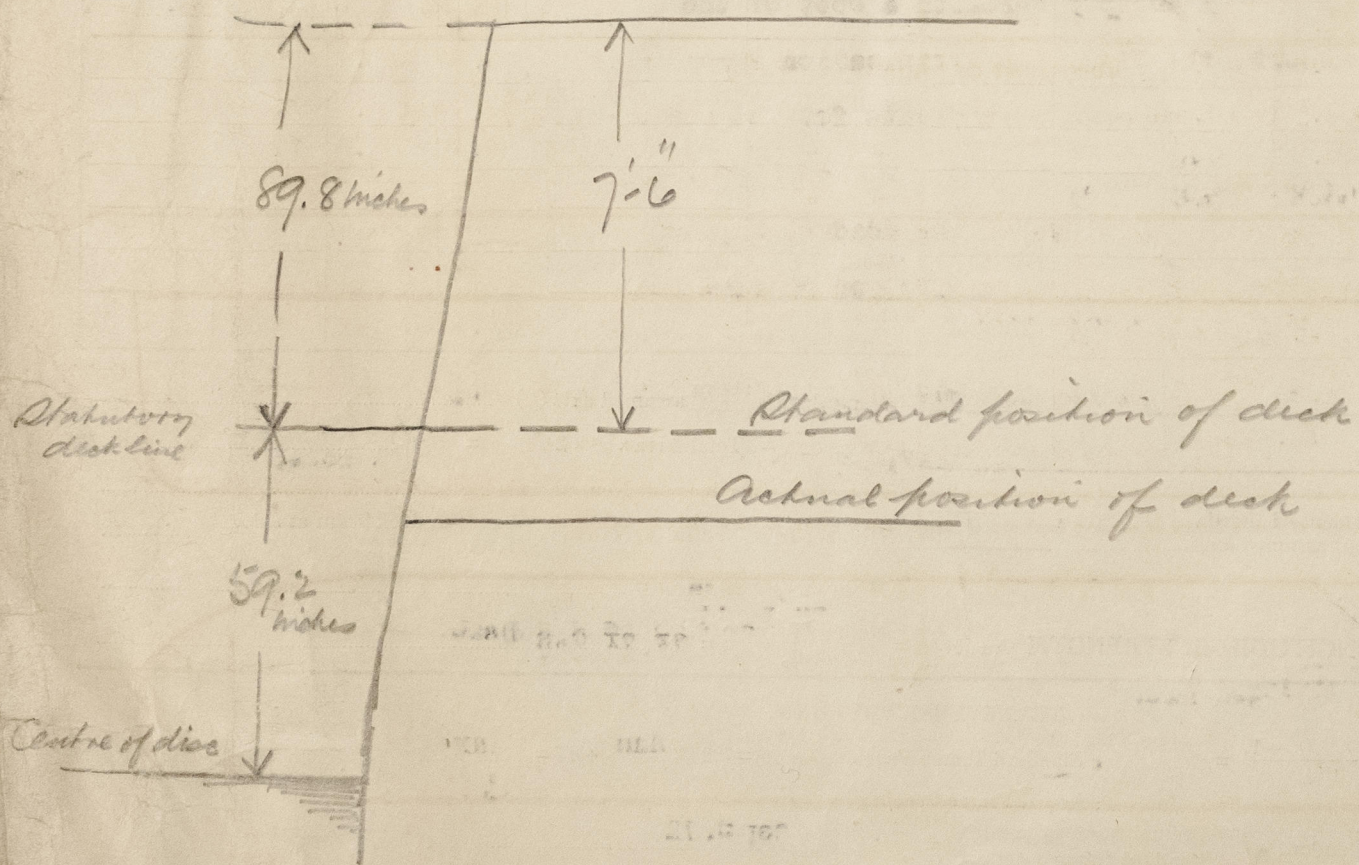 89.8 inches
7'-6"
Statutory
deckline
Standard position of deck
Actual position of deck
59.2
inches
Centre of disc